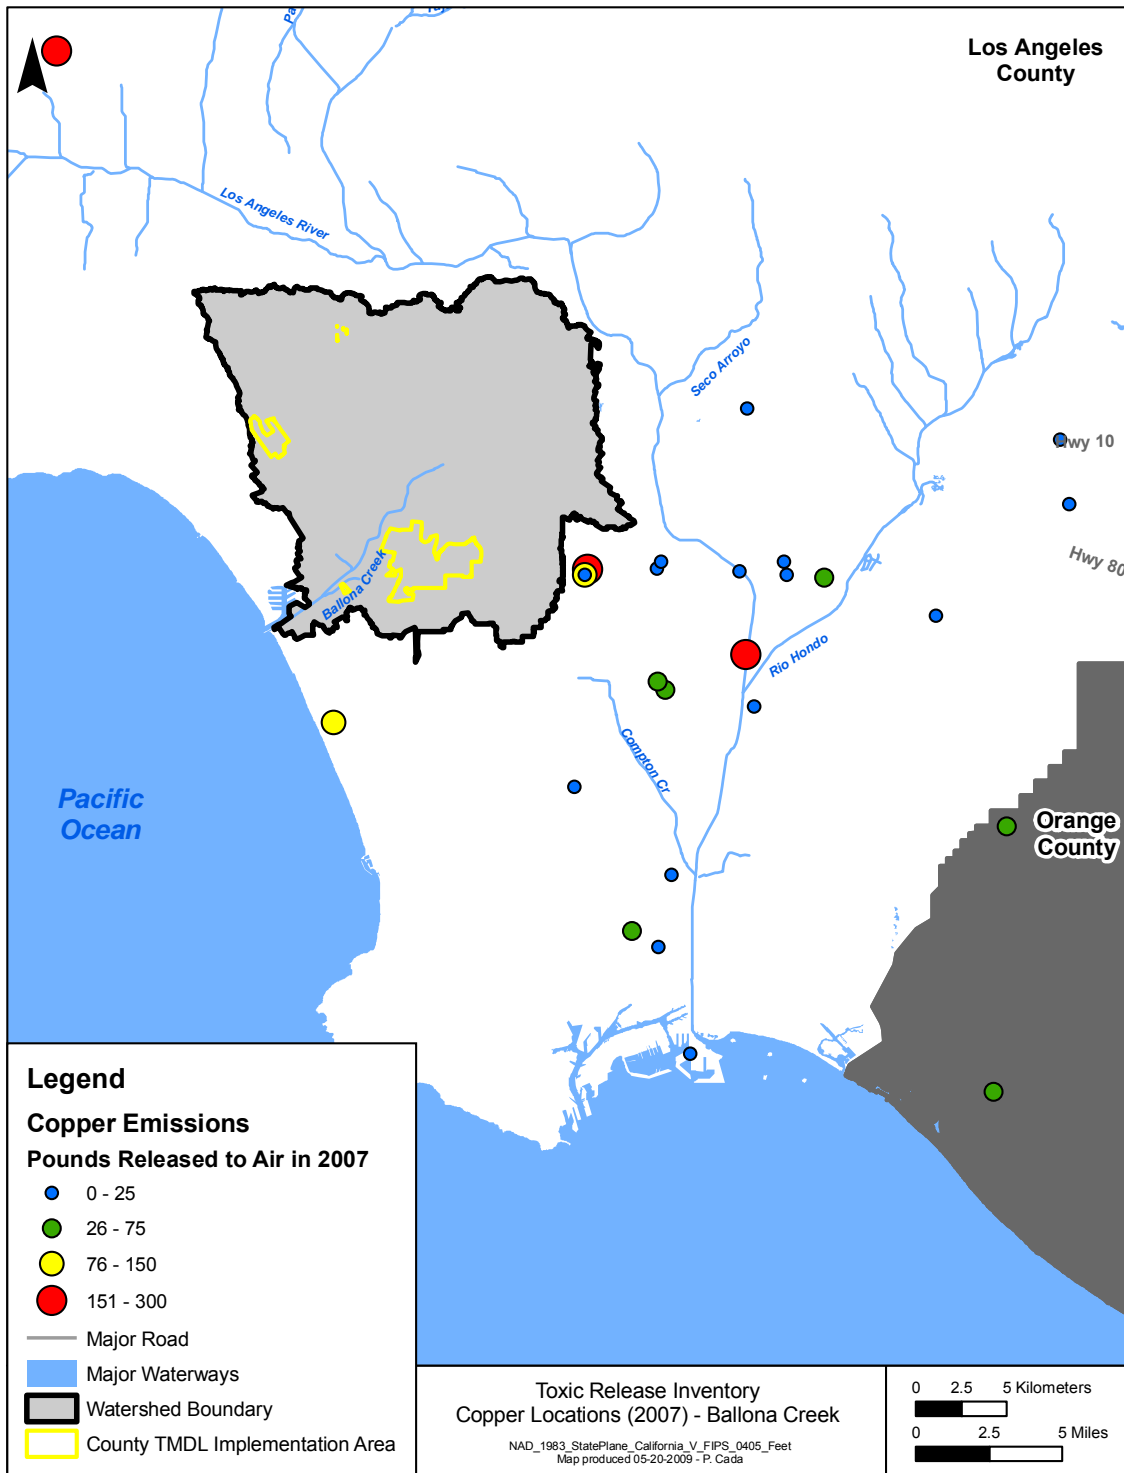 Los Angeles
County
Los Angeles River
Seco Arroyo
Hwy 10
Hwy 80
Ballona Creek
Rio Hondo
Compton Cr
Pacific
Ocean
Orange
County
Legend
Copper Emissions
Pounds Released to Air in 2007
0 - 25
26 - 75
76 - 150
151 - 300
Major Road
Major Waterways
Watershed Boundary
County TMDL Implementation Area
Toxic Release Inventory
Copper Locations (2007) - Ballona Creek
NAD_1983_StatePlane_California_V_FIPS_0405_Feet
Map produced 05-20-2009 - P. Cada
0 2.5 5 Kilometers
0 2.5 5 Miles